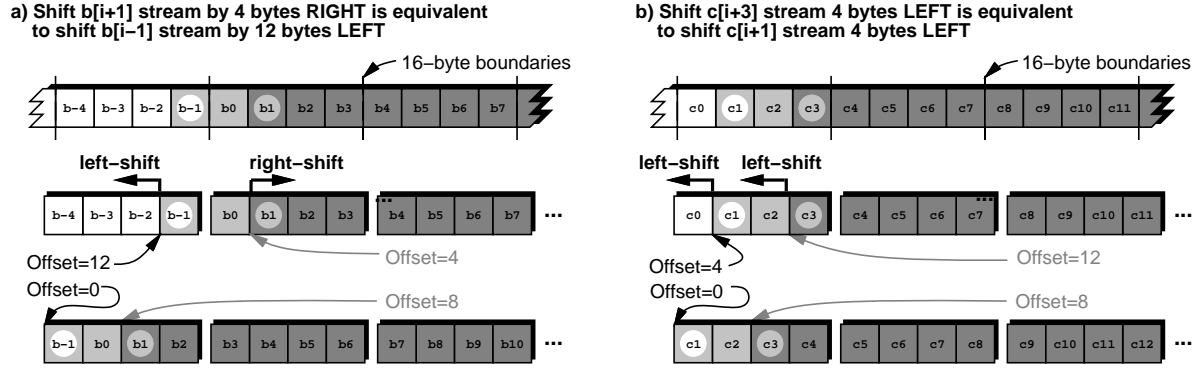 a) Shift b[i+1] stream by 4 bytes RIGHT is equivalent
to shift b[i−1] stream by 12 bytes LEFT
16−byte boundaries
b-4 b-3 b-2 b-1 b0 b1 b2 b3 b4 b5 b6 b7
left−shift right−shift
...
b-4 b-3 b-2 b-1 b0 b1 b2 b3 b4 b5 b6 b7 ...
Offset=12 Offset=4
Offset=0 Offset=8
b-1 b0 b1 b2 b3 b4 b5 b6 b7 b8 b9 b10 ...
b) Shift c[i+3] stream 4 bytes LEFT is equivalent
to shift c[i+1] stream 4 bytes LEFT
16−byte boundaries
c0 c1 c2 c3 c4 c5 c6 c7 c8 c9 c10 c11
left−shift left−shift
...
c0 c1 c2 c3 c4 c5 c6 c7 c8 c9 c10 c11 ...
Offset=4 Offset=12
Offset=0 Offset=8
c1 c2 c3 c4 c5 c6 c7 c8 c9 c10 c11 c12 ...